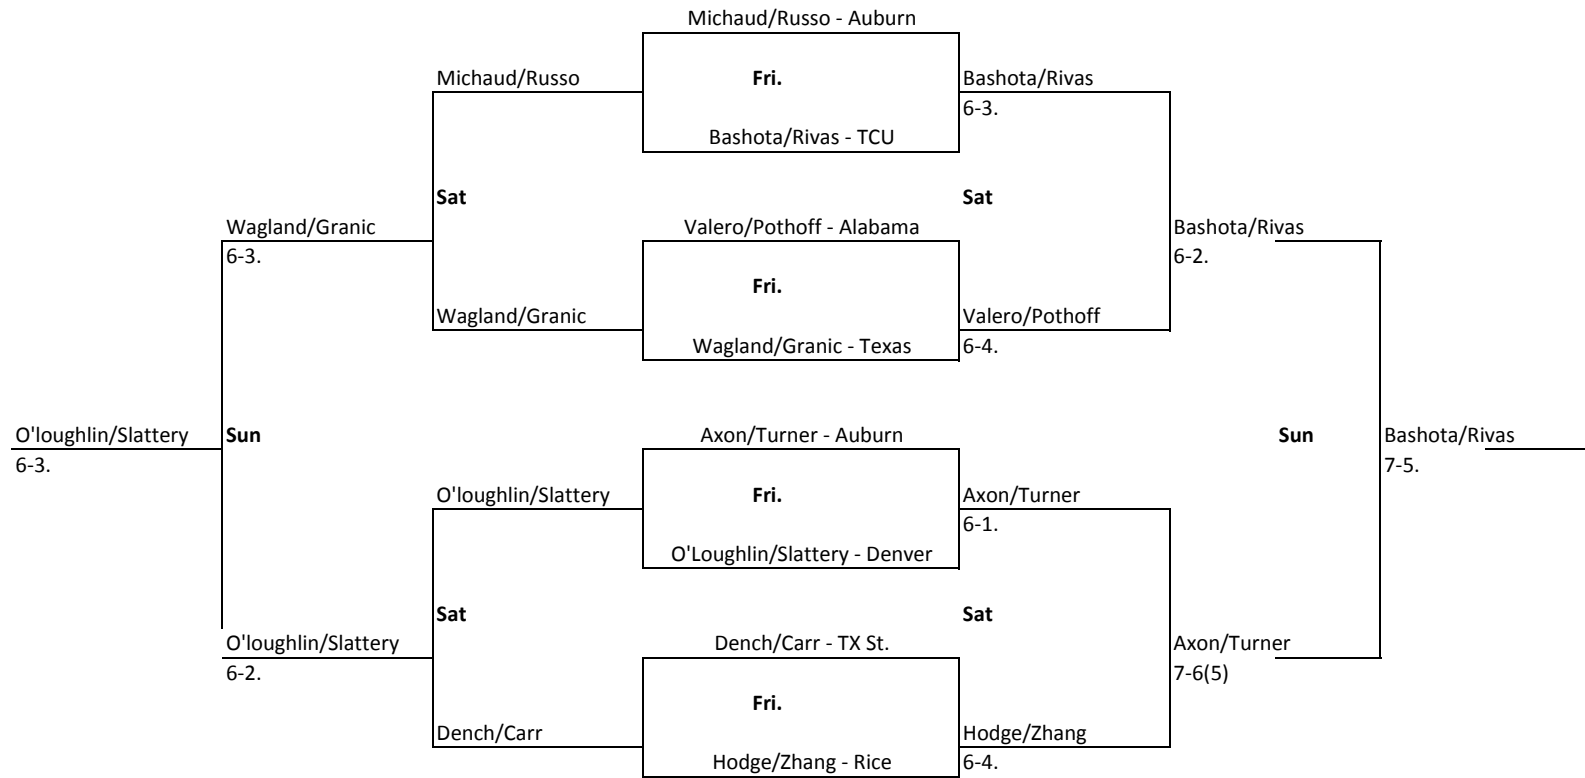 Michaud/Russo - Auburn
Michaud/Russo
Fri.
Bashota/Rivas
6-3.
Bashota/Rivas - TCU
Sat
Sat
Wagland/Granic
Valero/Pothoff - Alabama
Bashota/Rivas
6-3.
6-2.
Fri.
Wagland/Granic
Valero/Pothoff
Wagland/Granic - Texas
6-4.
O'loughlin/Slattery
Sun
Axon/Turner - Auburn
Sun
Bashota/Rivas
6-3.
7-5.
O'loughlin/Slattery
Fri.
Axon/Turner
6-1.
O'Loughlin/Slattery - Denver
Sat
Sat
O'loughlin/Slattery
Dench/Carr - TX St.
Axon/Turner
6-2.
7-6(5)
Fri.
Dench/Carr
Hodge/Zhang
Hodge/Zhang - Rice
6-4.